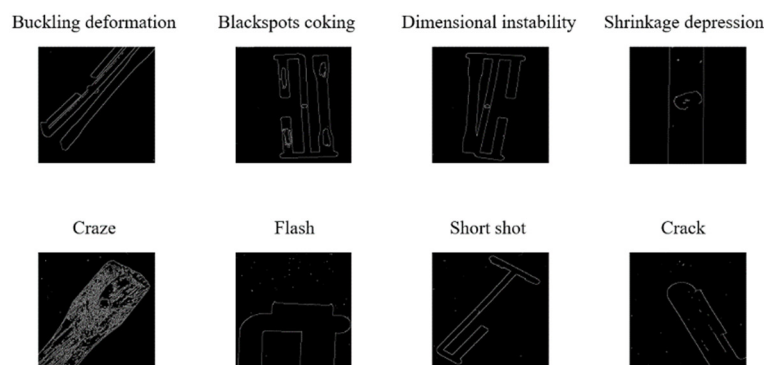 Buckling deformation
Blackspots coking
Dimensional instability
Shrinkage depression
Craze
Flash
Short shot
Crack